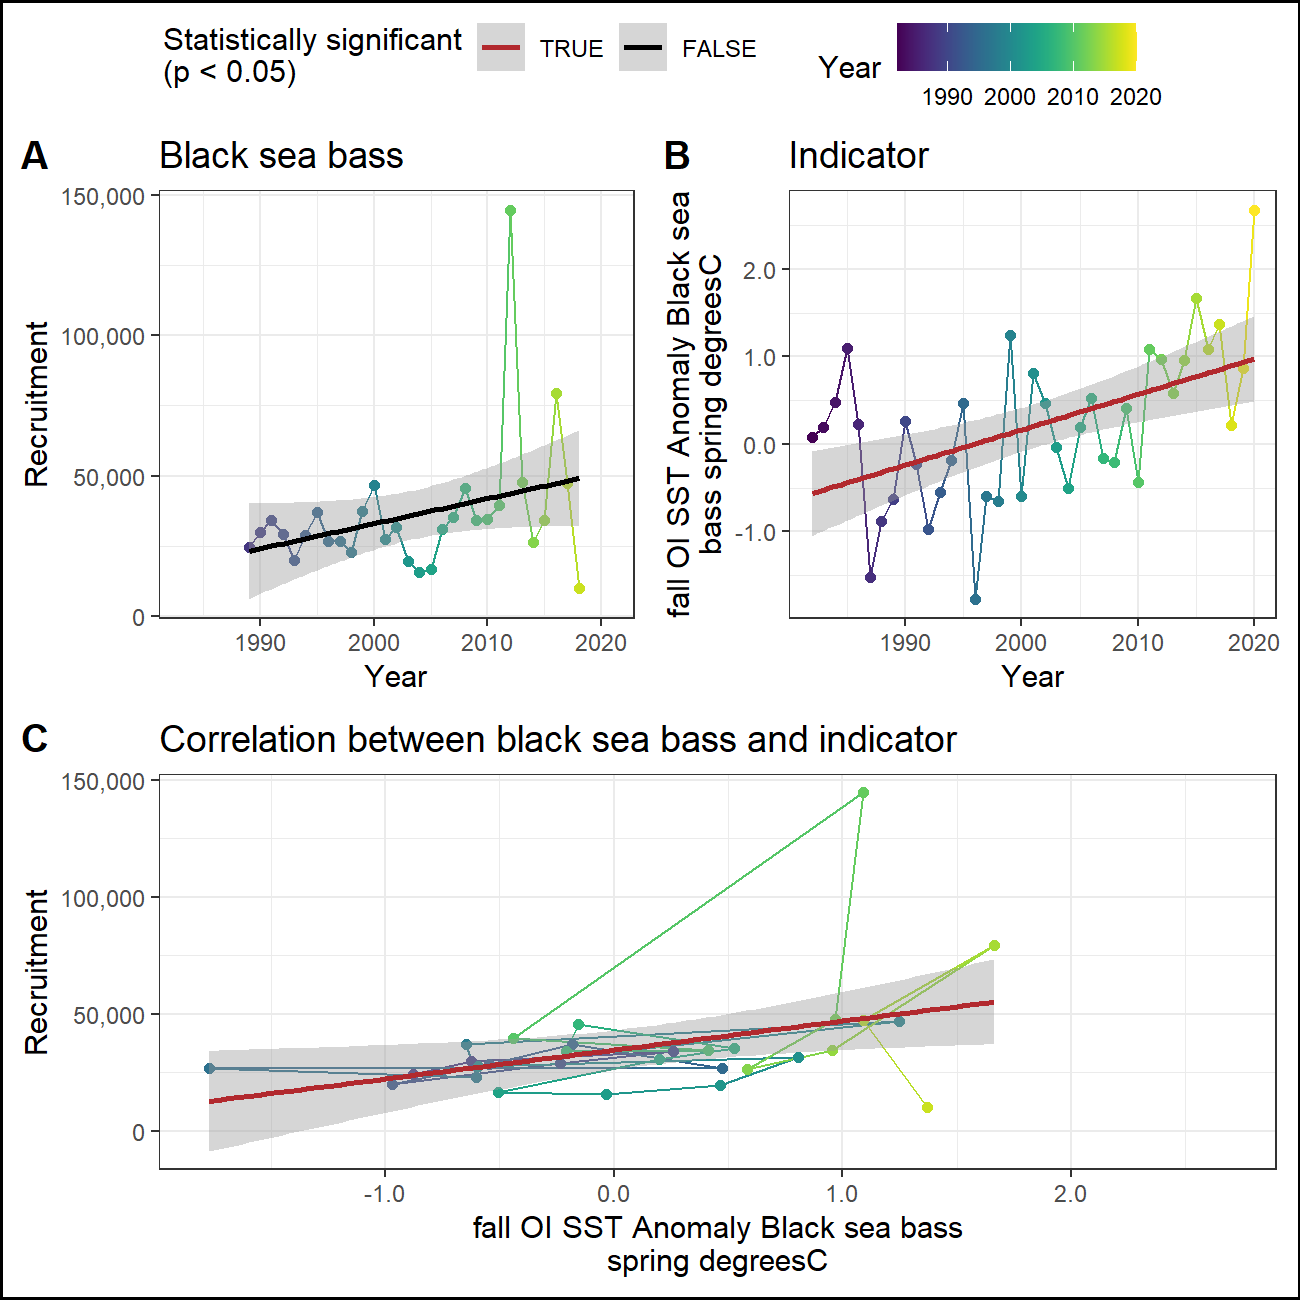 Statistically significant
(p < 0.05)
TRUE
FALSE
Year
1990 2000 2010 2020
A Black sea bass
Recruitment
150,000
100,000
50,000
0
1990 2000 2010 2020
Year
B Indicator
fall OI SST Anomaly Black sea
bass spring degreesC
2.0
1.0
0.0
-1.0
1990 2000 2010 2020
Year
C Correlation between black sea bass and indicator
Recruitment
150,000
100,000
50,000
0
-1.0 0.0 1.0 2.0
fall OI SST Anomaly Black sea bass
spring degreesC